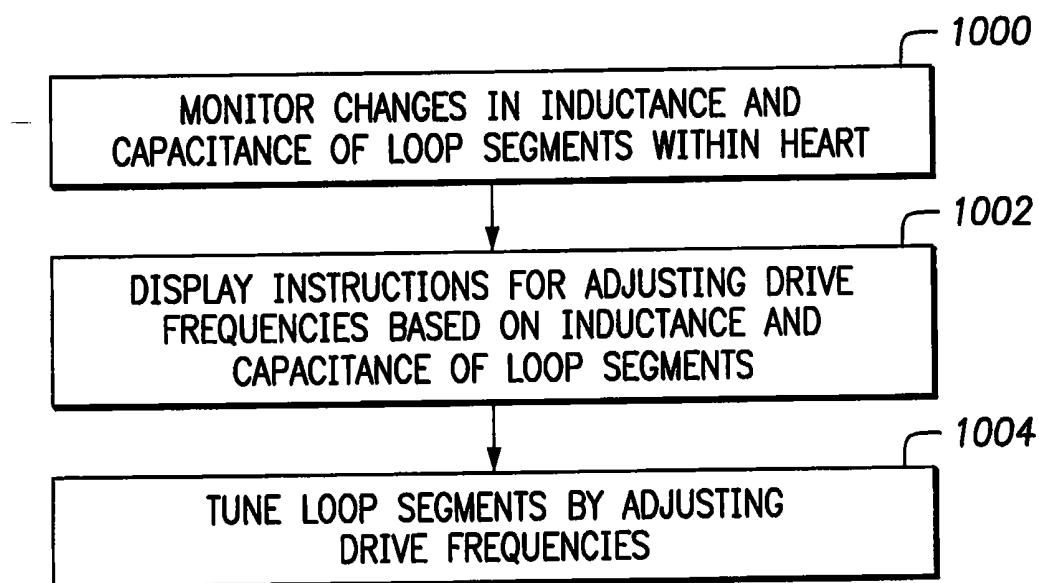 1000
MONITOR CHANGES IN INDUCTANCE AND
CAPACITANCE OF LOOP SEGMENTS WITHIN HEART
1002
DISPLAY INSTRUCTIONS FOR ADJUSTING DRIVE
FREQUENCIES BASED ON INDUCTANCE AND
CAPACITANCE OF LOOP SEGMENTS
1004
TUNE LOOP SEGMENTS BY ADJUSTING
DRIVE FREQUENCIES